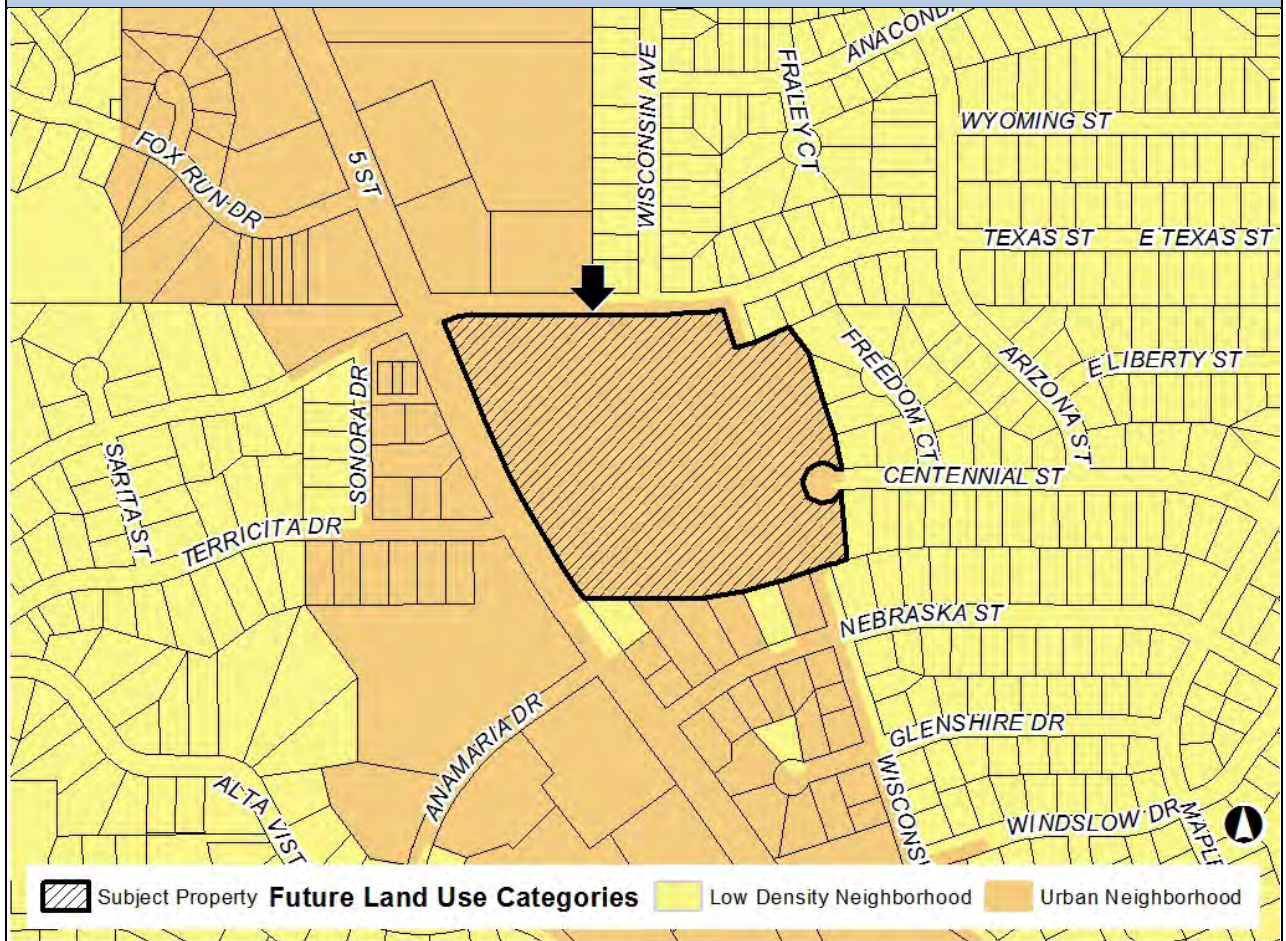 ANACOND
WISCONSIN AVE
FRALEY CT
WYOMING ST
5 ST
FOX RUN DR
TEXAS ST
E TEXAS ST
FREEDOM CT
ARIZONA ST
E LIBERTY ST
SONORA DR
SARITA ST
CENTENNIAL ST
TERRICITA DR
NEBRASKA ST
ANAMARIA DR
GLENSHIRE DR
ALTA VIST
WISCONSI
WINDSLOW DR
MAPLE
Subject Property Future Land Use Categories Low Density Neighborhood Urban Neighborhood